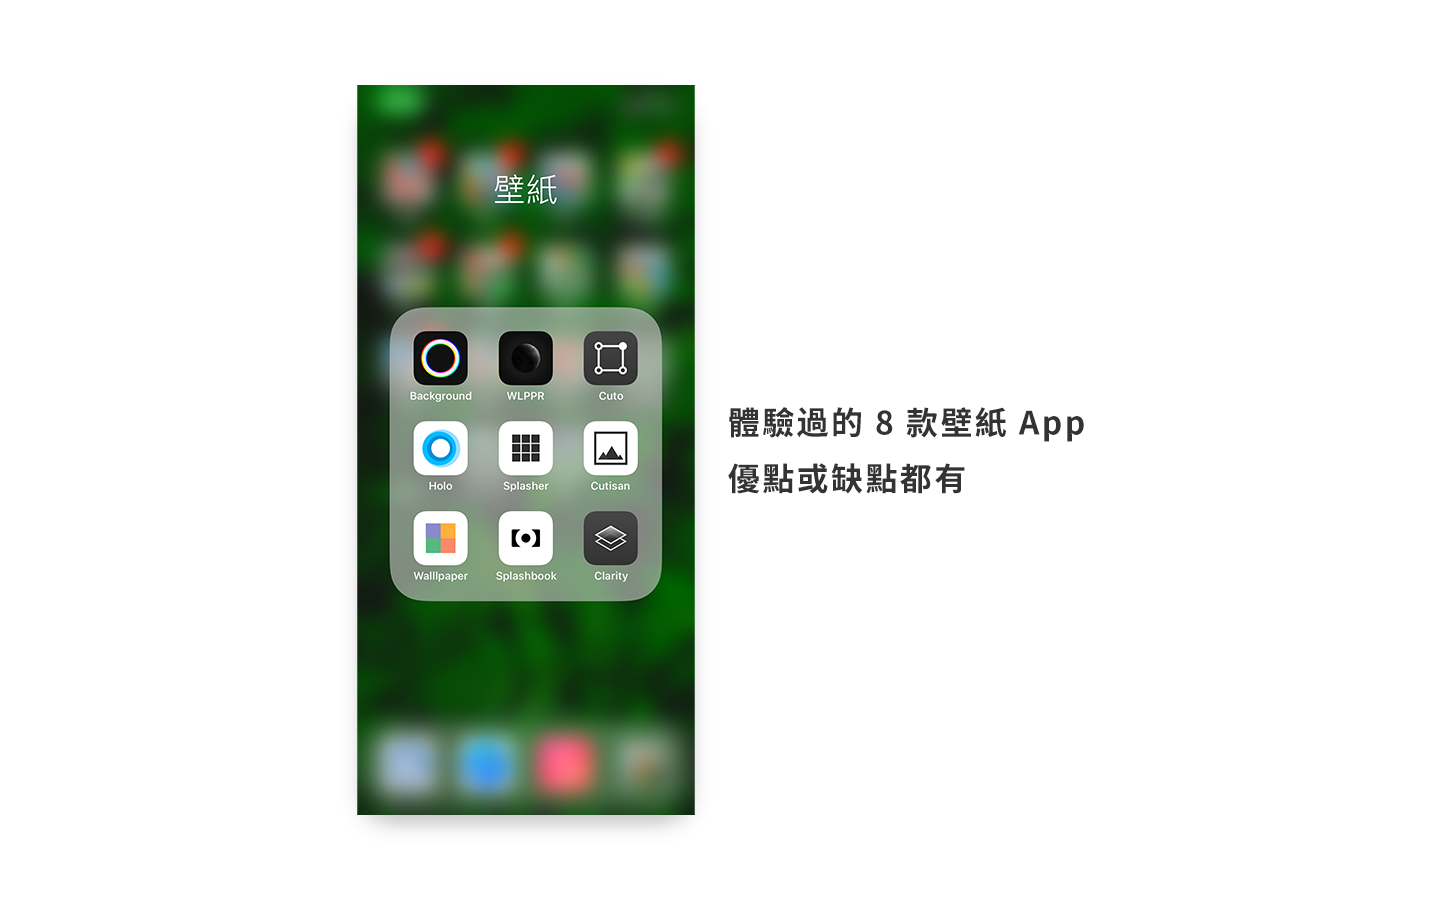 壁紙
Background
WLPPR
Cuto
Holo
Splasher
Cutisan
Walllpaper
Splashbook
Clarity
體驗過的 8 款壁紙 App
優點或缺點都有